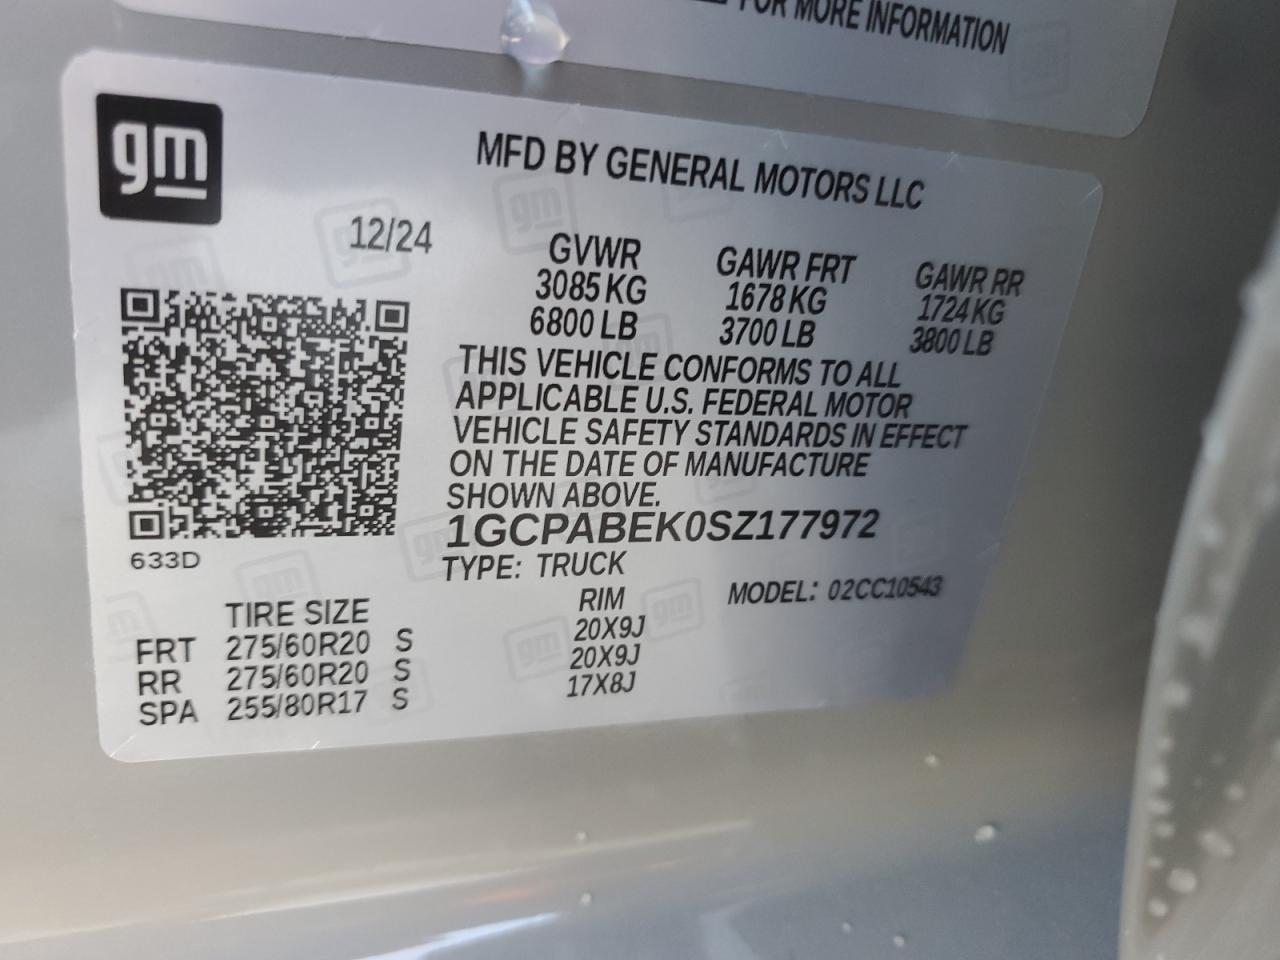 FOR MORE INFORMATION
gm
MFD BY GENERAL MOTORS LLC
12/24
GVWR GAWR FRT GAWR RR
3085 KG 1678 KG 1724 KG
6800 LB 3700 LB 3800 LB
THIS VEHICLE CONFORMS TO ALL
APPLICABLE U.S. FEDERAL MOTOR
VEHICLE SAFETY STANDARDS IN EFFECT
ON THE DATE OF MANUFACTURE
SHOWN ABOVE.
1GCPABEK0SZ177972
633D
TYPE: TRUCK
MODEL: 02CC10543
TIRE SIZE RIM
FRT 275/60R20 S 20X9J
RR 275/60R20 S 20X9J
SPA 255/80R17 S 17X8J